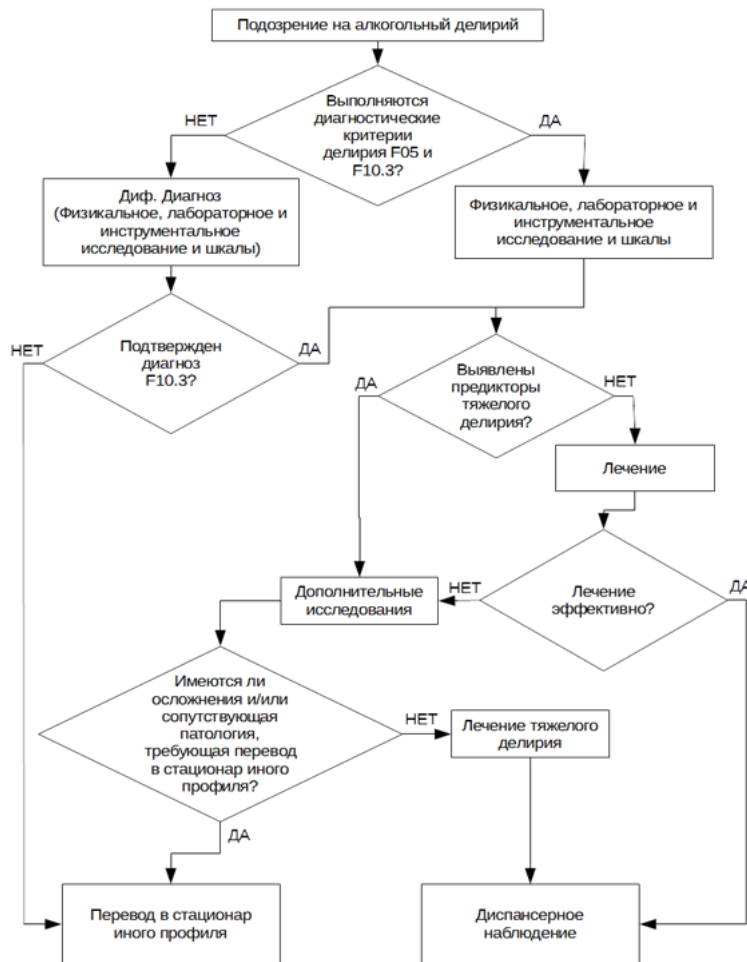 Подозрение на алкогольный делирий
Выполняются
диагностические
критерии
делирия F05 и
F10.3?
НЕТ
ДА
Диф. Диагноз
(Физикальное, лабораторное и
инструментальное
исследование и шкалы)
Физикальное, лабораторное и
инструментальное
исследование и шкалы
Подтвержден
диагноз
F10.3?
НЕТ
ДА
Выявлены
предикторы
тяжелого
делирия?
ДА
НЕТ
Лечение
Лечение
эффективно?
НЕТ
ДА
Дополнительные
исследования
Имеются ли
осложнения и/или
сопутствующая
патология,
требующая перевод
в стационар иного
профиля?
НЕТ
ДА
Лечение тяжелого
делирия
Перевод в стационар
иного профиля
Диспансерное
наблюдение